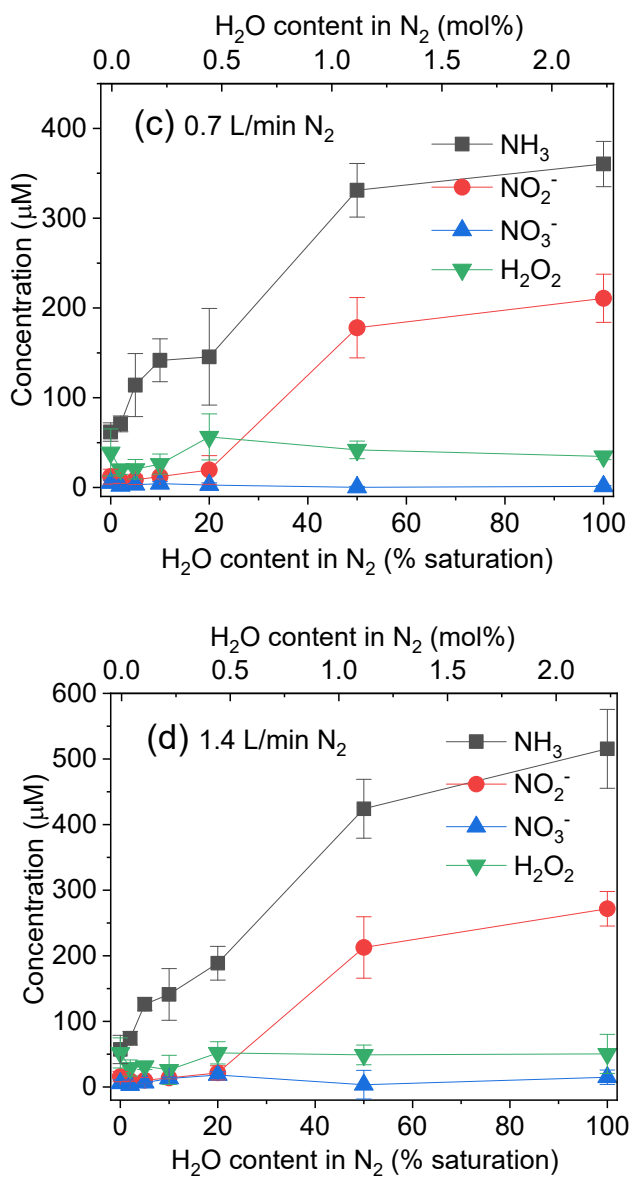 H₂O content in N₂ (mol%)
0.0 0.5 1.0 1.5 2.0
(c) 0.7 L/min N₂
NH₃
NO₂⁻
NO₃⁻
H₂O₂
Concentration (μM)
400
300
200
100
0
0 20 40 60 80 100
H₂O content in N₂ (% saturation)
H₂O content in N₂ (mol%)
0.0 0.5 1.0 1.5 2.0
(d) 1.4 L/min N₂
NH₃
NO₂⁻
NO₃⁻
H₂O₂
Concentration (μM)
600
500
400
300
200
100
0
0 20 40 60 80 100
H₂O content in N₂ (% saturation)